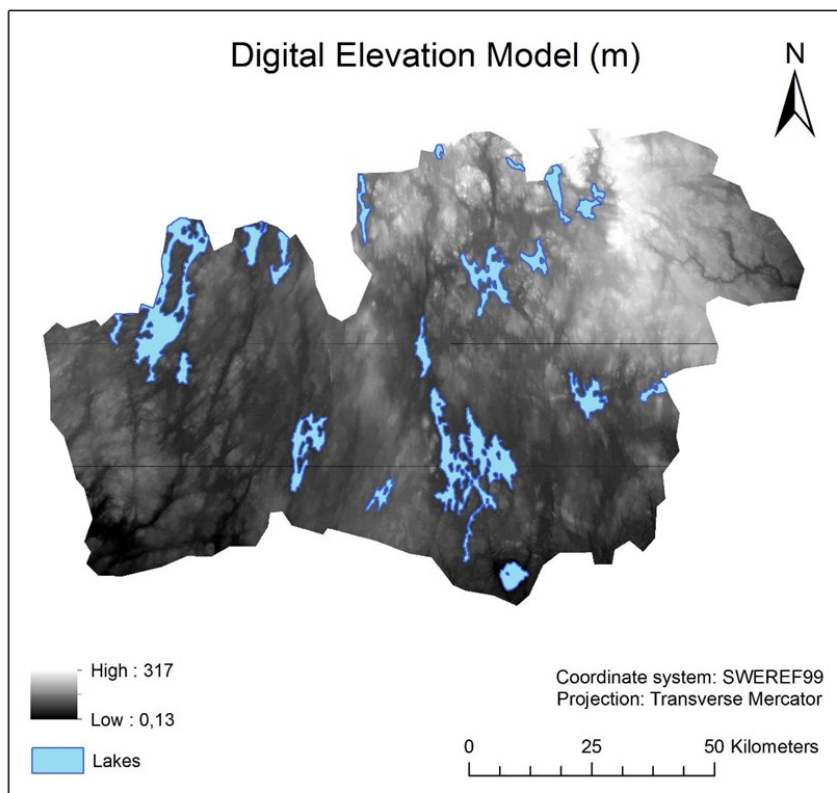 Digital Elevation Model (m)
N
High : 317
Low : 0,13
Lakes
Coordinate system: SWEREF99
Projection: Transverse Mercator
0 25 50 Kilometers